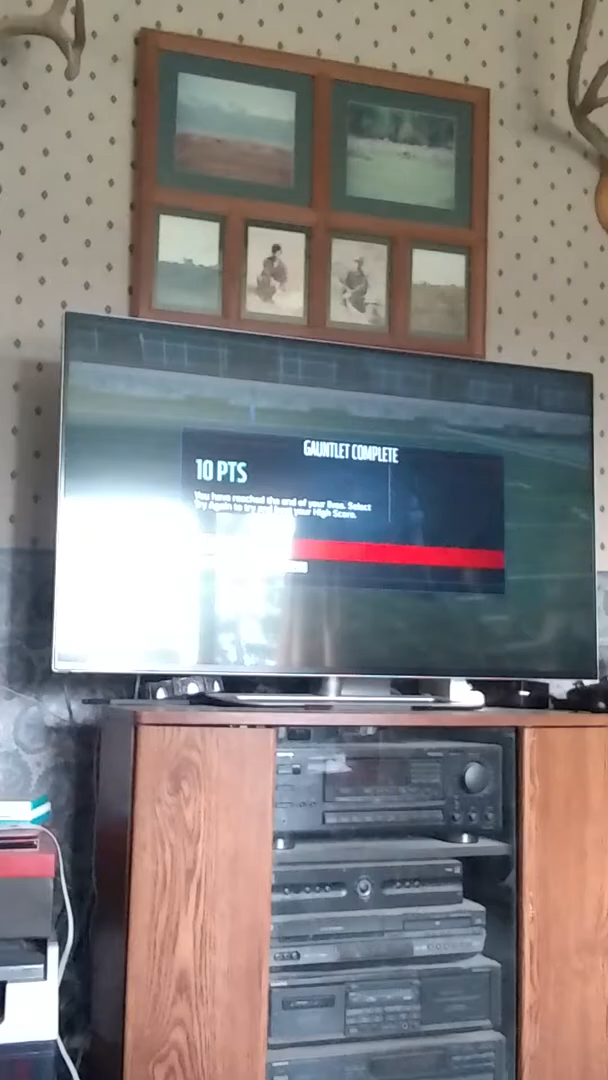 GAUNTLET COMPLETE
10 PTS
You have reached the end of your Run. Select
Try Again to try and beat your High Score.